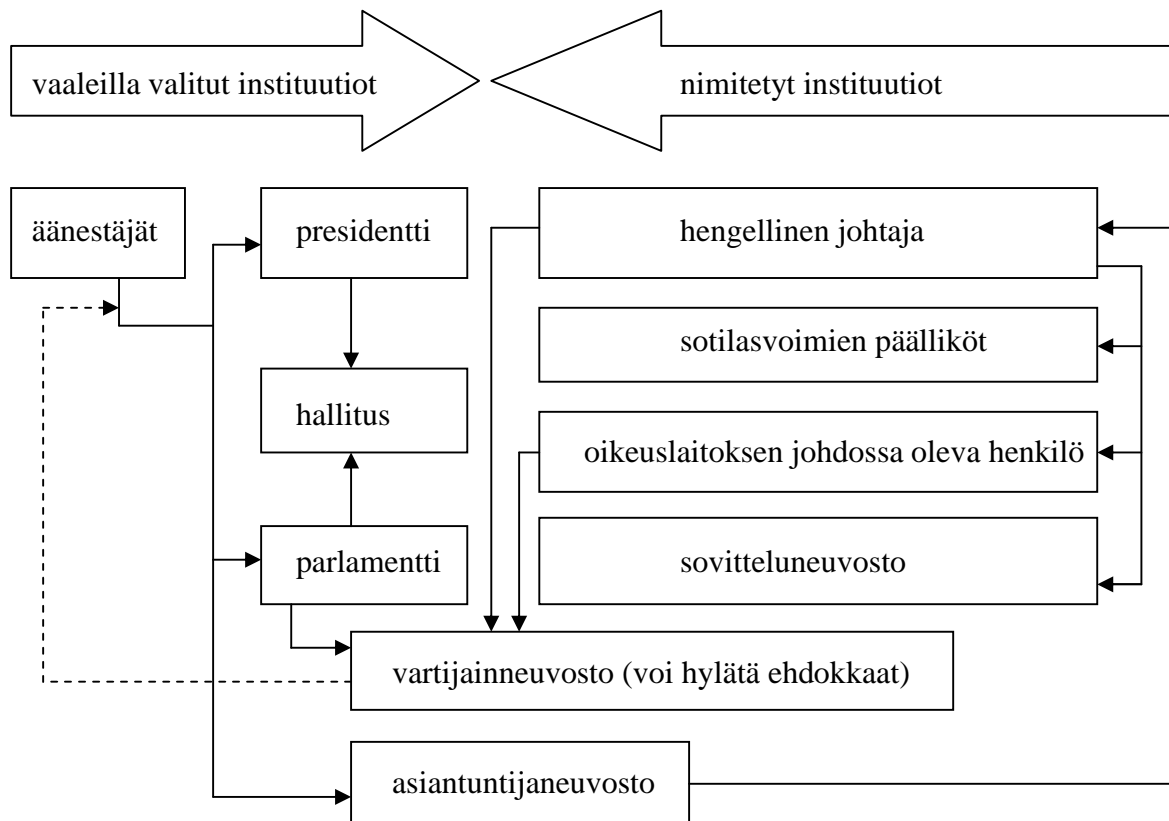 vaaleilla valitut instituutiot
nimitetyt instituutiot
äänestäjät
presidentti
hengellinen johtaja
sotilasvoimien päälliköt
hallitus
oikeuslaitoksen johdossa oleva henkilö
parlamentti
sovitteluneuvosto
vartijainneuvosto (voi hylätä ehdokkaat)
asiantuntijaneuvosto